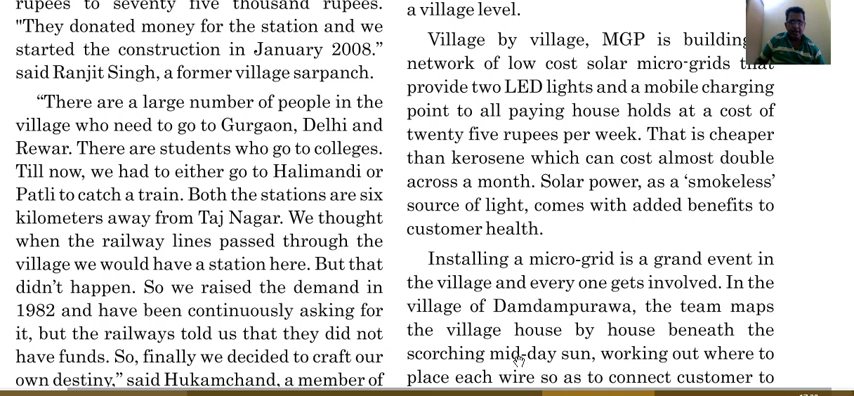 rupees to seventy five thousand rupees.
"They donated money for the station and we
started the construction in January 2008.”
said Ranjit Singh, a former village sarpanch.
“There are a large number of people in the
village who need to go to Gurgaon, Delhi and
Rewar. There are students who go to colleges.
Till now, we had to either go to Halimandi or
Patli to catch a train. Both the stations are six
kilometers away from Taj Nagar. We thought
when the railway lines passed through the
village we would have a station here. But that
didn’t happen. So we raised the demand in
1982 and have been continuously asking for
it, but the railways told us that they did not
have funds. So, finally we decided to craft our
own destiny,” said Hukamchand, a member of
a village level.
Village by village, MGP is building
network of low cost solar micro-grids that
provide two LED lights and a mobile charging
point to all paying house holds at a cost of
twenty five rupees per week. That is cheaper
than kerosene which can cost almost double
across a month. Solar power, as a ‘smokeless’
source of light, comes with added benefits to
customer health.
Installing a micro-grid is a grand event in
the village and every one gets involved. In the
village of Damdampurawa, the team maps
the village house by house beneath the
scorching mid-day sun, working out where to
place each wire so as to connect customer to